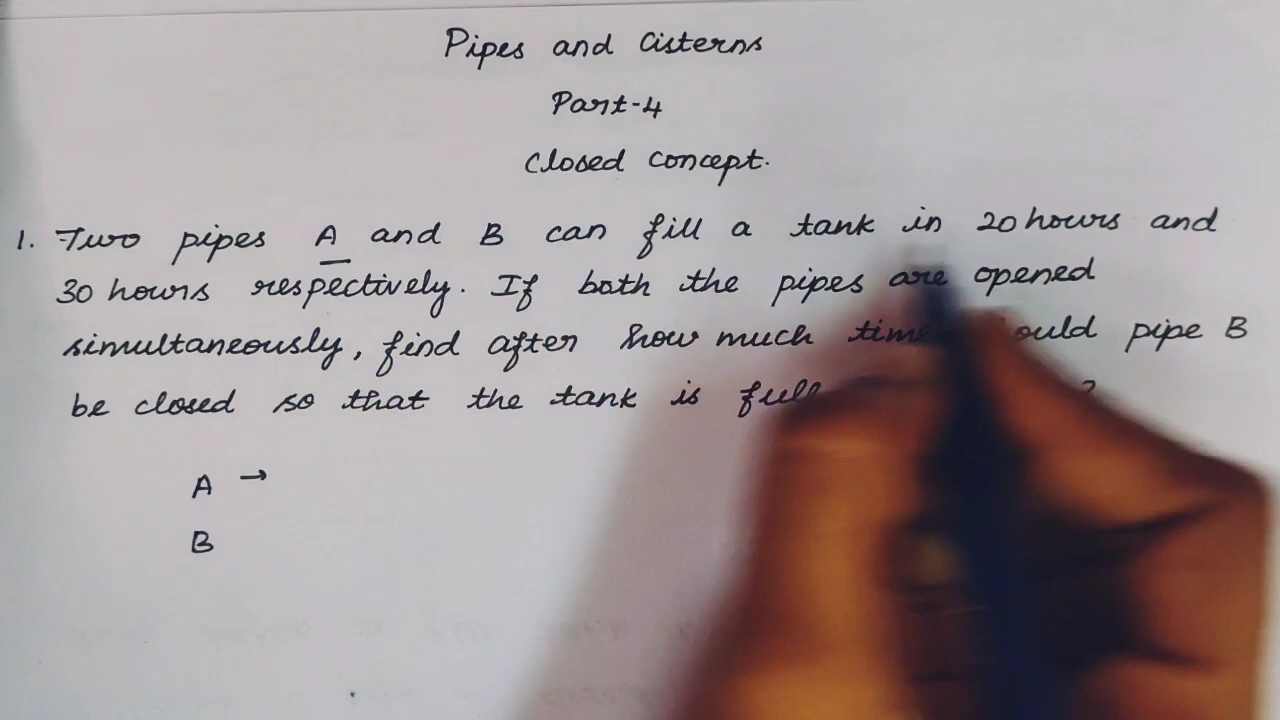 Pipes and Cisterns
Part-4
Closed concept.
1. Two pipes A and B can fill a tank in 20 hours and
30 hours respectively. If both the pipes are opened
simultaneously, find after how much pipe B
be closed so that the tank is full ?
A →
B